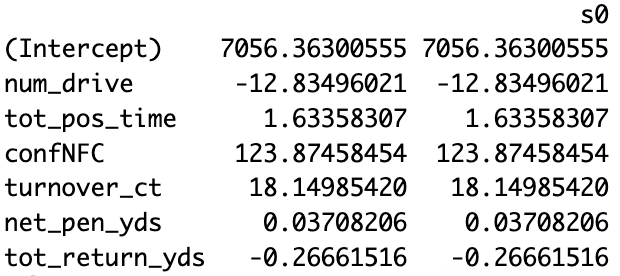 s0
(Intercept) 7056.36300555 7056.36300555
num_drive -12.83496021 -12.83496021
tot_pos_time 1.63358307 1.63358307
confNFC 123.87458454 123.87458454
turnover_ct 18.14985420 18.14985420
net_pen_yds 0.03708206 0.03708206
tot_return_yds -0.26661516 -0.26661516